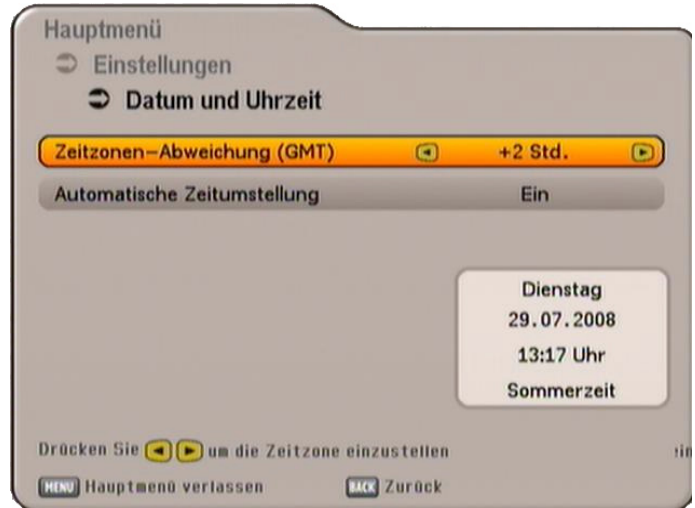 Hauptmenü
Einstellungen
Datum und Uhrzeit
Zeitzonen-Abweichung (GMT) +2 Std.
Automatische Zeitumstellung Ein
Dienstag
29.07.2008
13:17 Uhr
Sommerzeit
Drücken Sie um die Zeitzone einzustellen
MENU Hauptmenü verlassen BACK Zurück